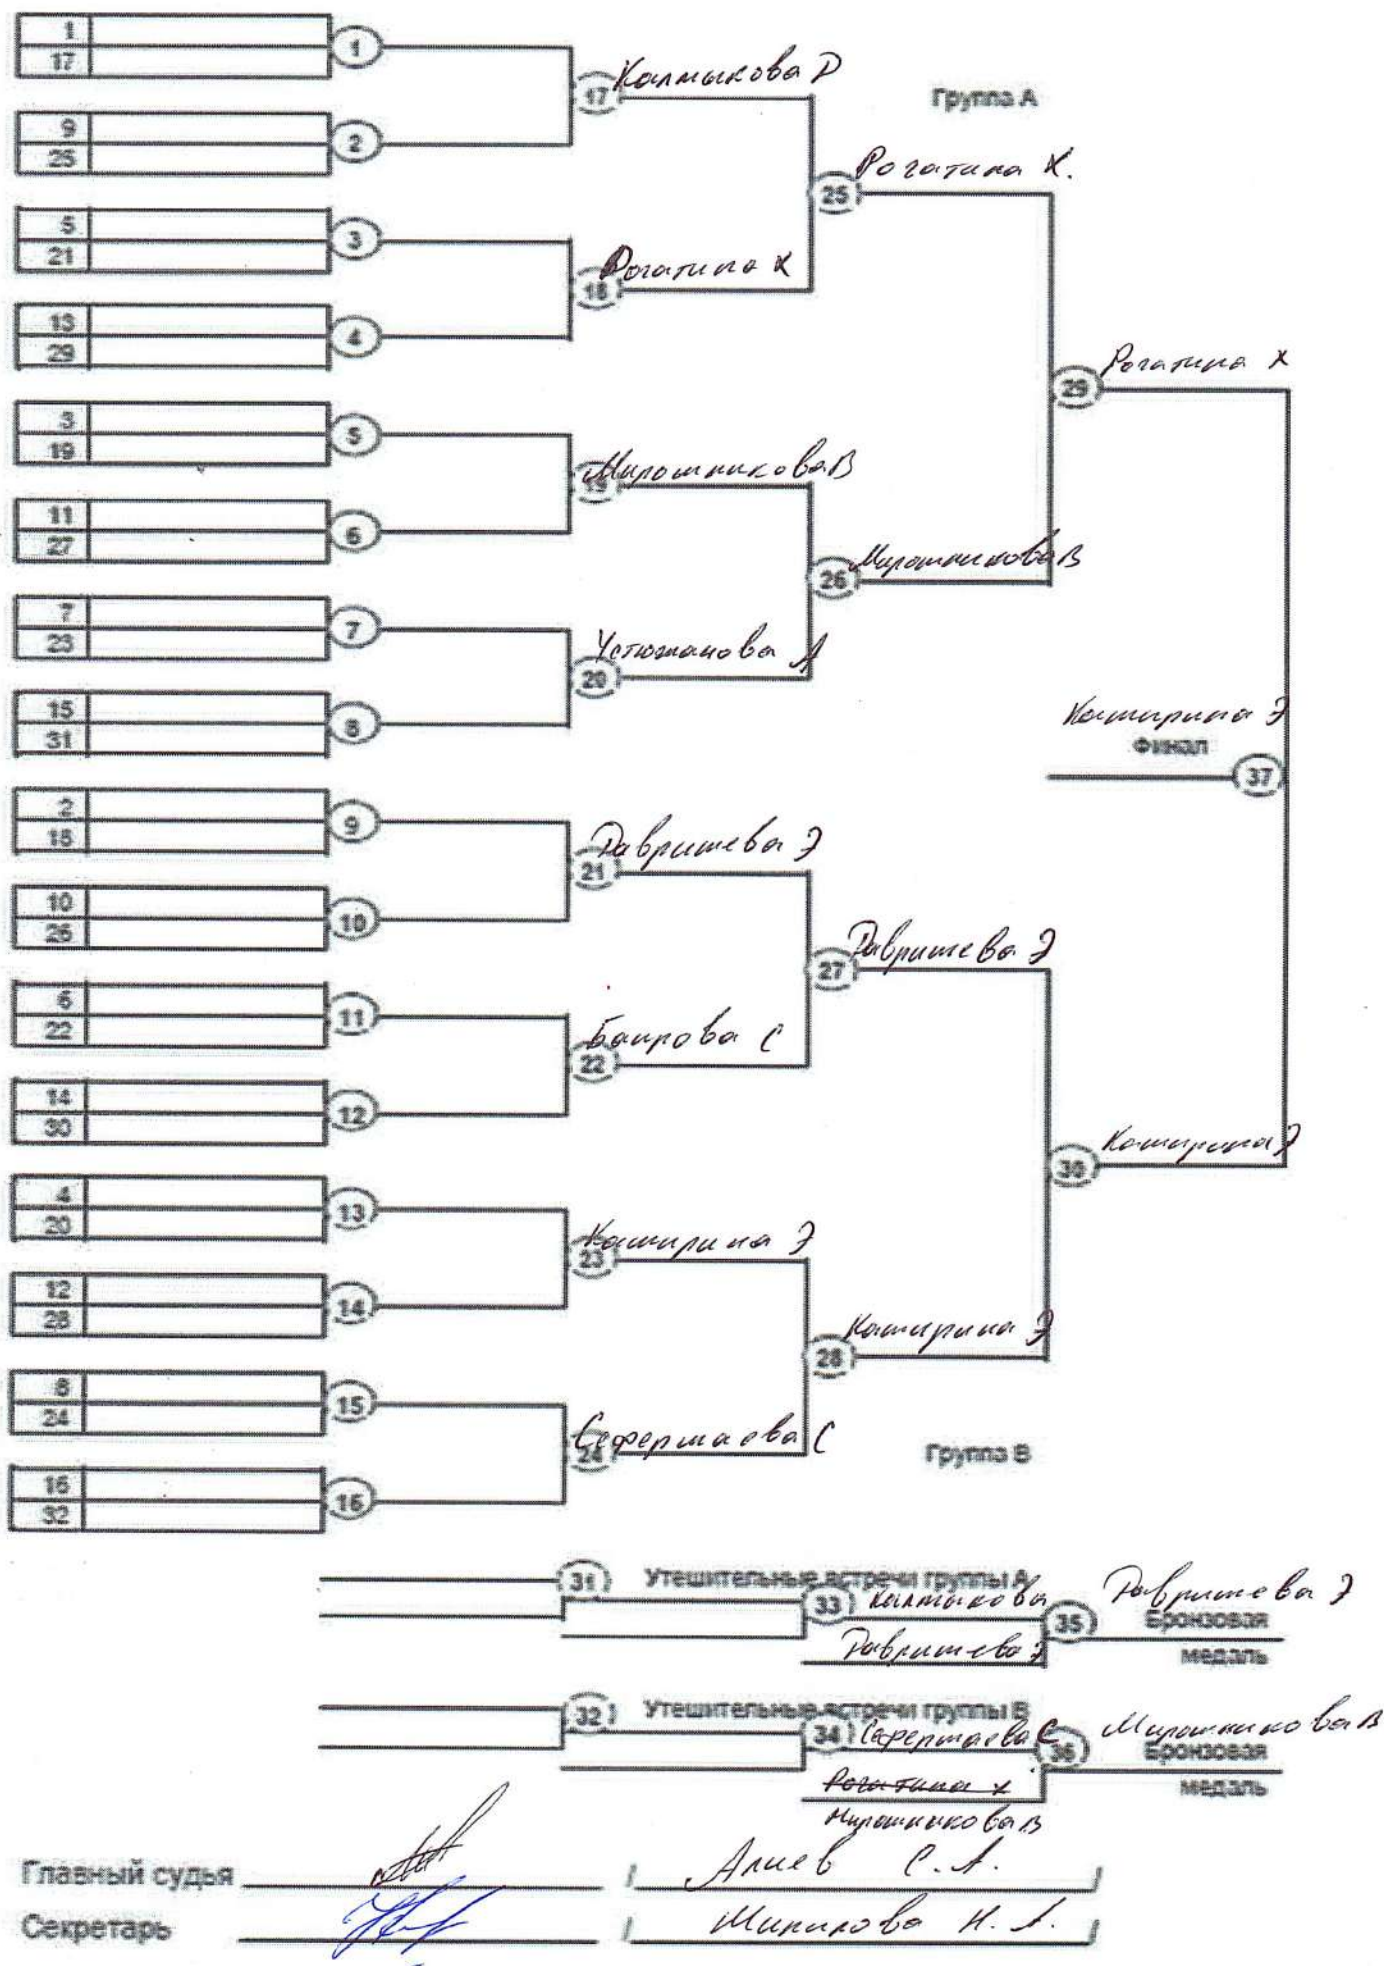 1
17
1
9
25
2
17 Калмыкова Д
Группа А
5
21
3
25 Рогатина Х.
13
29
4
18 Рогатина Х
3
19
5
29 Рогатина Х
11
27
6
19 Мирошникова В
7
23
7
26 Мирошникова В
15
31
8
20 Устюжанова А
Каширина Э
Финал
37
2
18
9
21 Давришева Э
10
26
10
27 Давришева Э
6
22
11
22 Баирова С
14
30
12
30 Каширина Э
4
20
13
23 Каширина Э
12
28
14
28 Каширина Э
8
24
15
24 Сефершаева С
Группа В
16
32
16
31 Утешительные встречи группы А
33 Калмыкова
Давришева Э
35 Давришева Э
Бронзовая
медаль
32 Утешительные встречи группы В
34 Сефершаева С
Рогатина Х
Мирошникова В
36 Мирошникова В
Бронзовая
медаль
Главный судья / Алиев С. А. /
Секретарь / Н. А. /